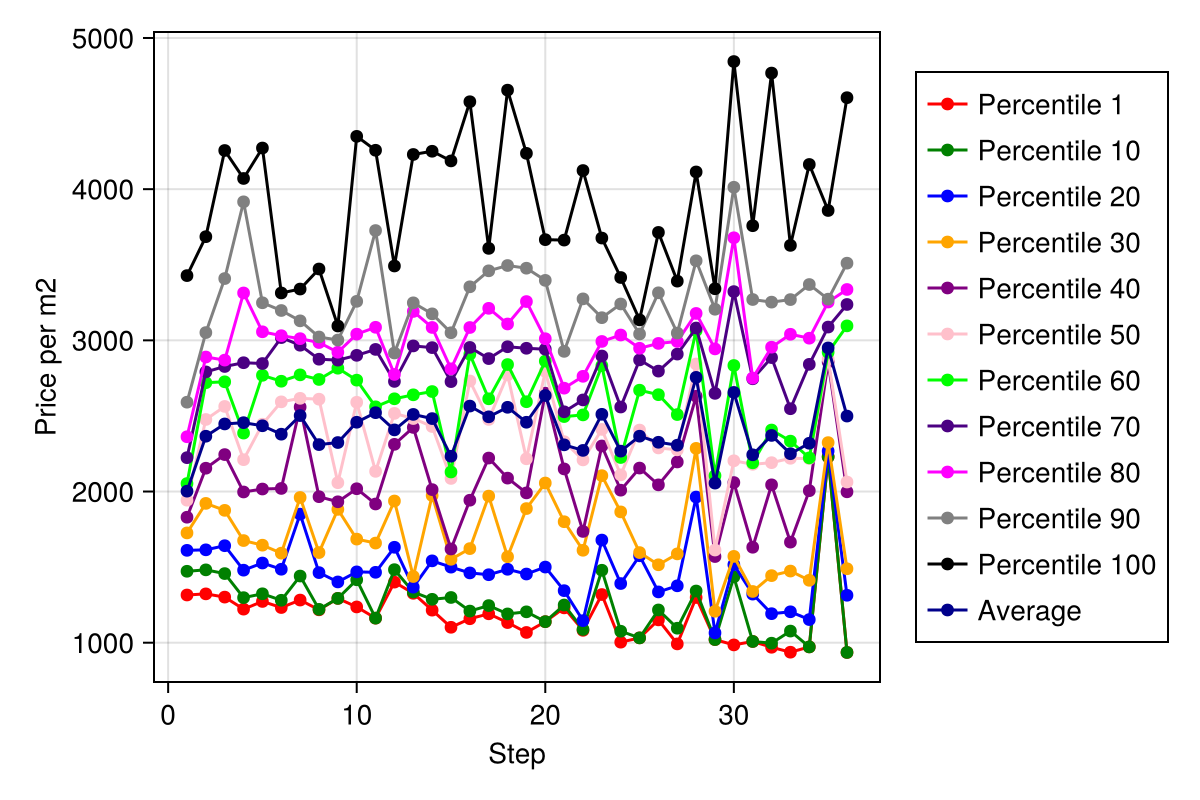 5000
4000
3000
2000
1000
Price per m2
0 10 20 30
Step
Percentile 1
Percentile 10
Percentile 20
Percentile 30
Percentile 40
Percentile 50
Percentile 60
Percentile 70
Percentile 80
Percentile 90
Percentile 100
Average